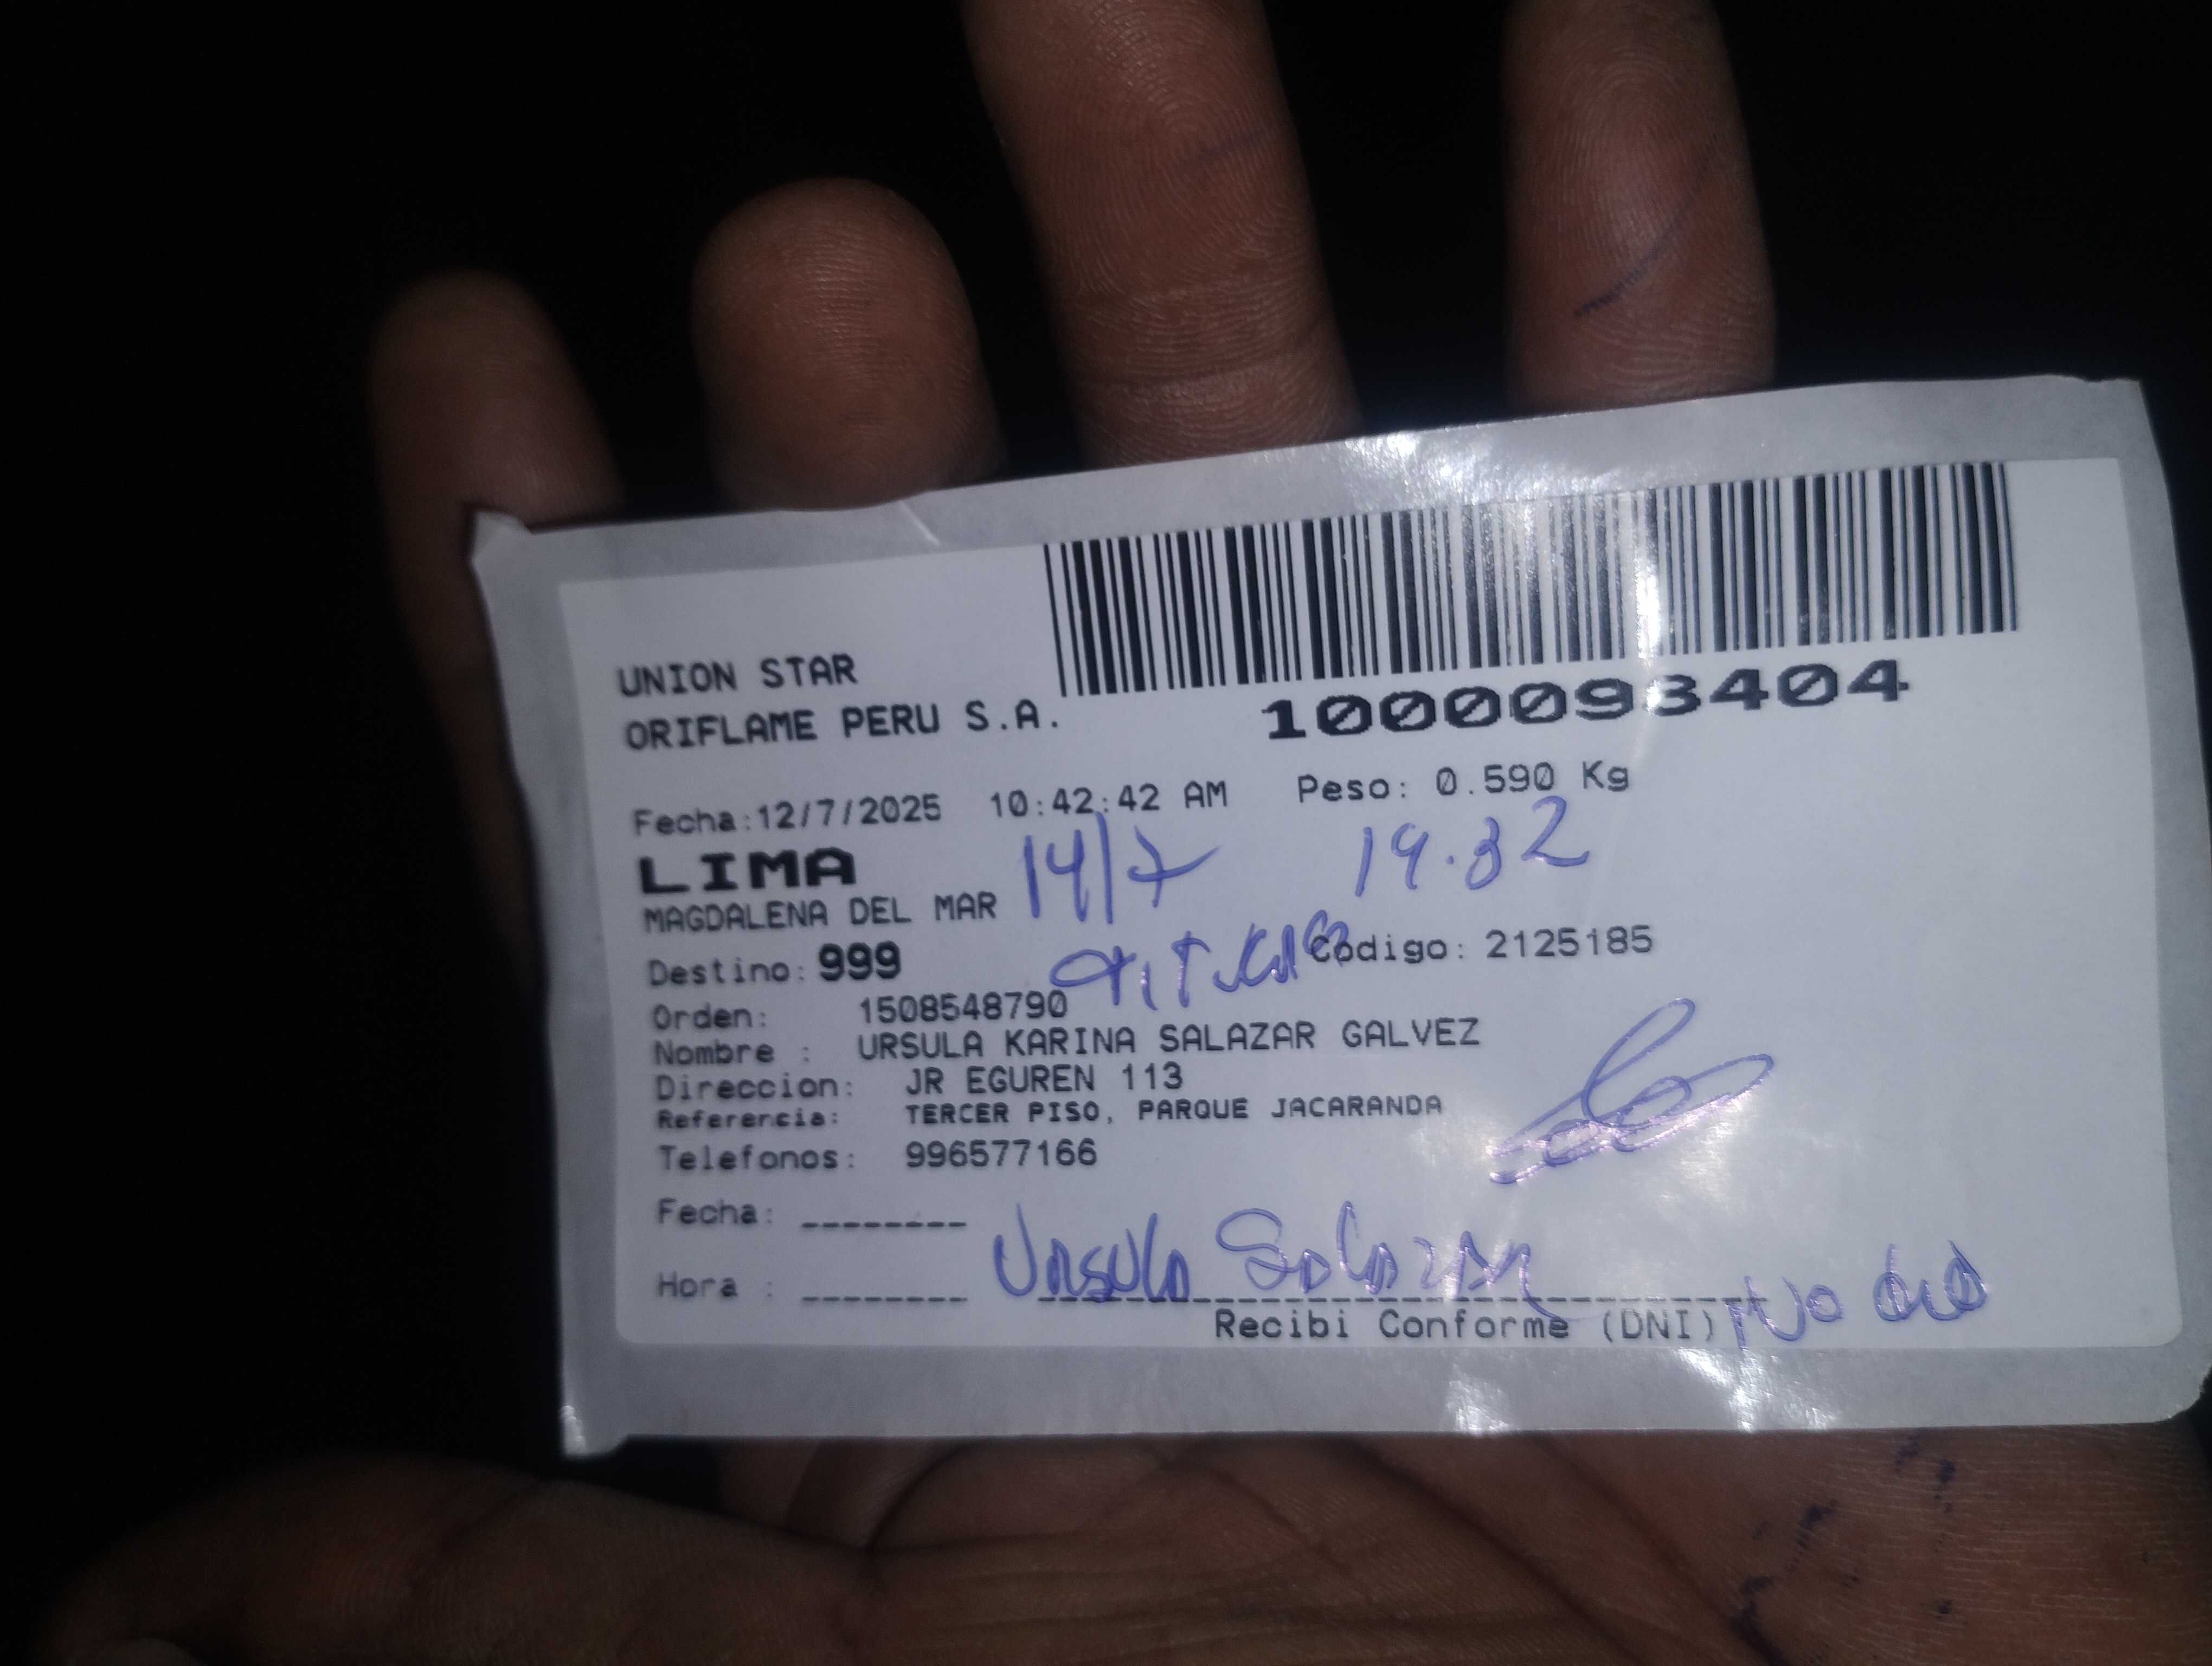 UNION STAR
ORIFLAME PERU S.A.
1000093404
Fecha:12/7/2025 10:42:42 AM Peso: 0.590 Kg
14/7 19.32
LIMA
MAGDALENA DEL MAR
Destino: 999 Codigo: 2125185
Orden: 1508548790
Nombre : URSULA KARINA SALAZAR GALVEZ
Direccion: JR EGUREN 113
Referencia: TERCER PISO, PARQUE JACARANDA
Telefonos: 996577166
Fecha: --------
Hora : -------- Ursula Salazar
Recibi Conforme (DNI) No